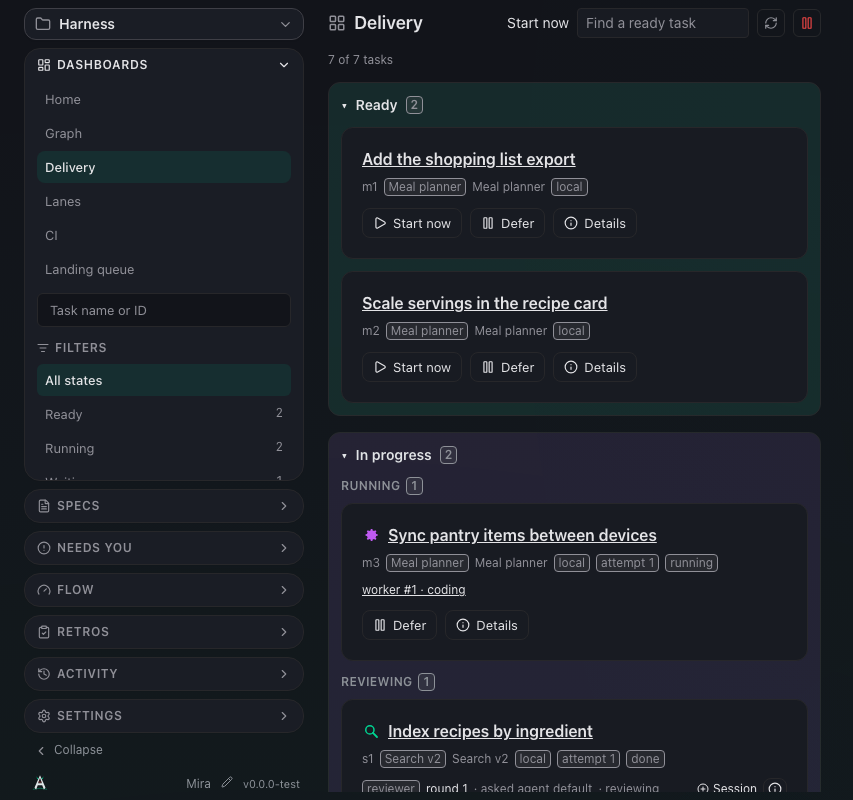 Harness
DASHBOARDS
Home
Graph
Delivery
Lanes
CI
Landing queue
Task name or ID
FILTERS
All states
Ready 2
Running 2
SPECS
NEEDS YOU
FLOW
RETROS
ACTIVITY
SETTINGS
Collapse
A Mira v0.0.0-test
Delivery Start now Find a ready task
7 of 7 tasks
Ready 2
Add the shopping list export
m1 Meal planner Meal planner local
Start now Defer Details
Scale servings in the recipe card
m2 Meal planner Meal planner local
Start now Defer Details
In progress 2
RUNNING 1
Sync pantry items between devices
m3 Meal planner Meal planner local attempt 1 running
worker #1 · coding
Defer Details
REVIEWING 1
Index recipes by ingredient
s1 Search v2 Search v2 local attempt 1 done
reviewer round 1 · asked agent default · reviewing Session